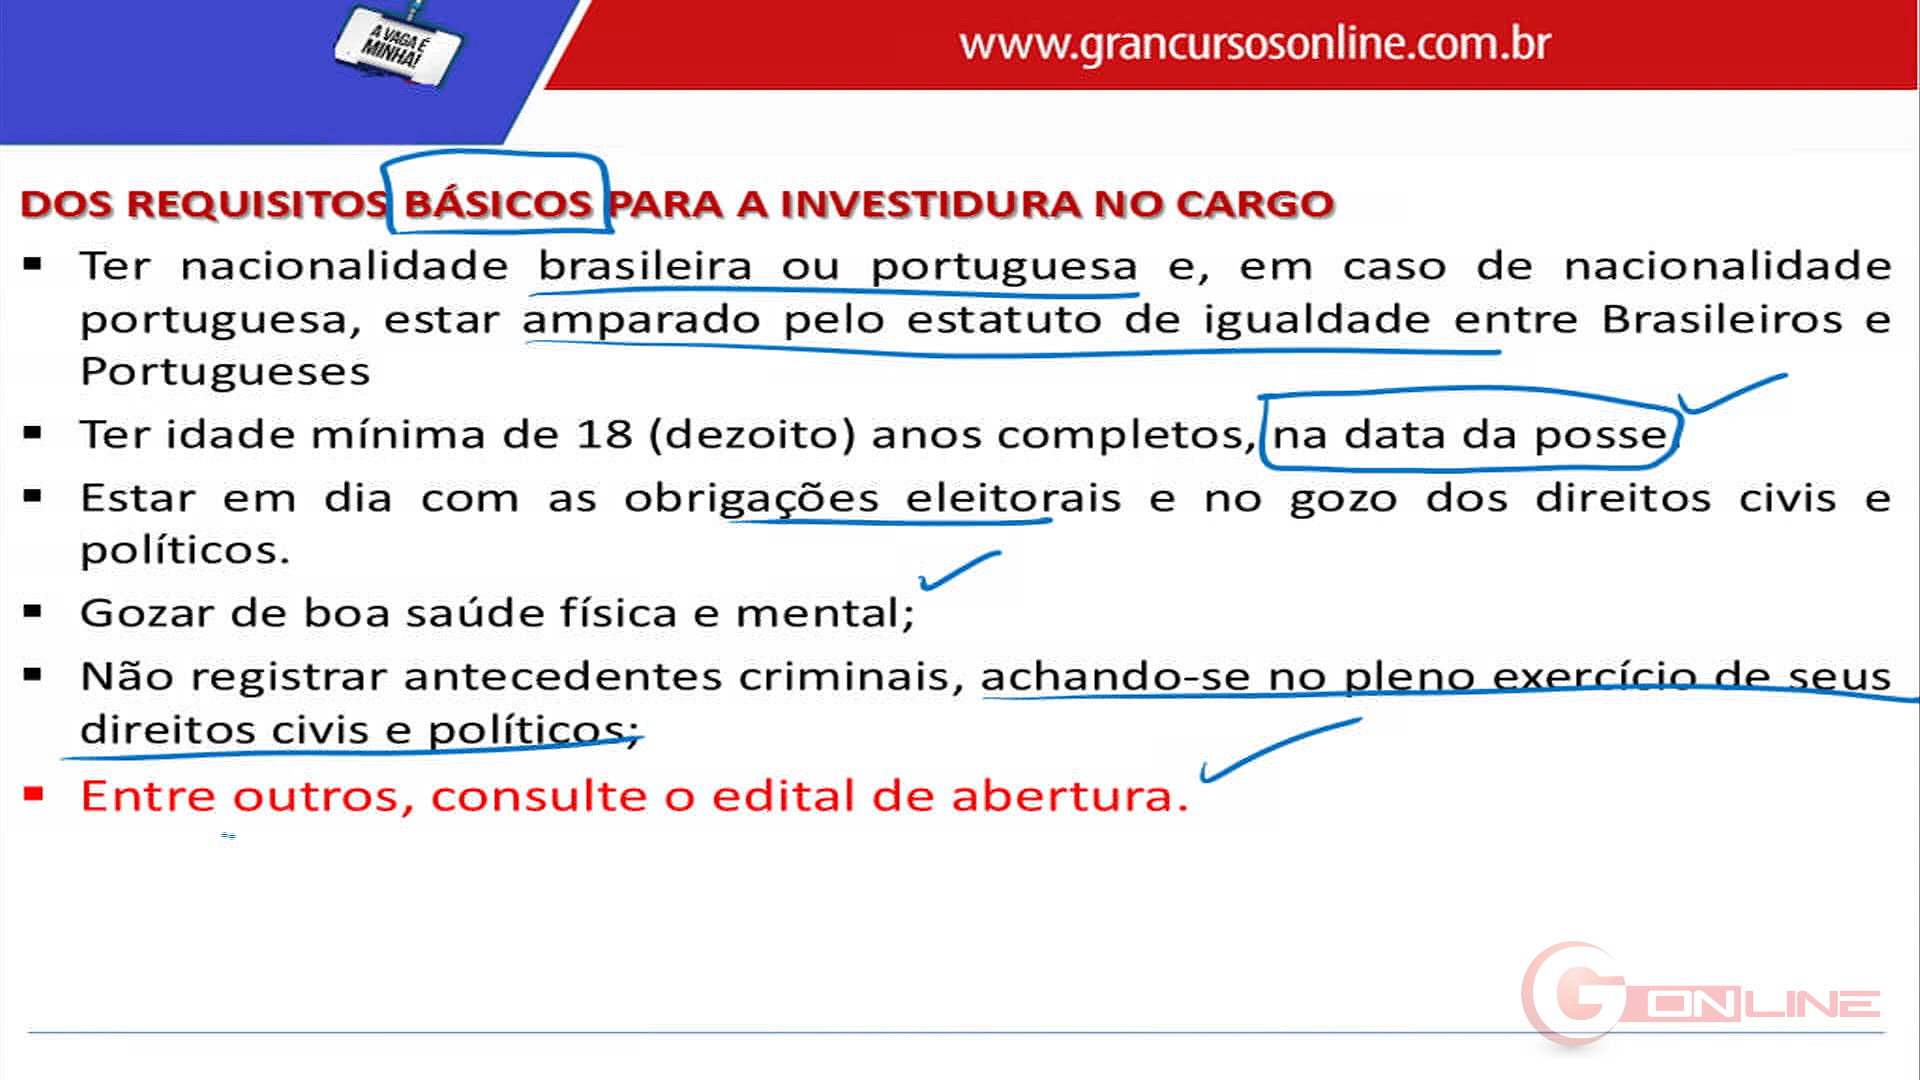 A VAGA É
MINHA!
www.grancursosonline.com.br
DOS REQUISITOS BÁSICOS PARA A INVESTIDURA NO CARGO
▪ Ter nacionalidade brasileira ou portuguesa e, em caso de nacionalidade
portuguesa, estar amparado pelo estatuto de igualdade entre Brasileiros e
Portugueses
▪ Ter idade mínima de 18 (dezoito) anos completos, na data da posse.
▪ Estar em dia com as obrigações eleitorais e no gozo dos direitos civis e
políticos.
▪ Gozar de boa saúde física e mental;
▪ Não registrar antecedentes criminais, achando-se no pleno exercício de seus
direitos civis e políticos;
▪ Entre outros, consulte o edital de abertura.
G ONLINE